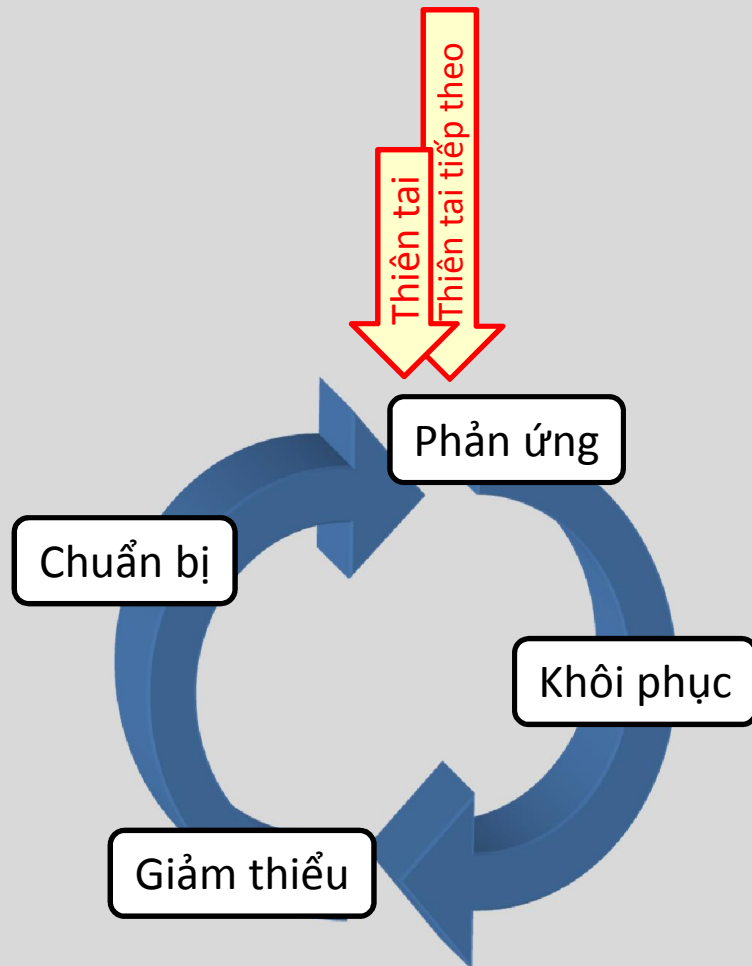 Thiên tai tiếp theo
Thiên tai
Phản ứng
Chuẩn bị
Khôi phục
Giảm thiểu